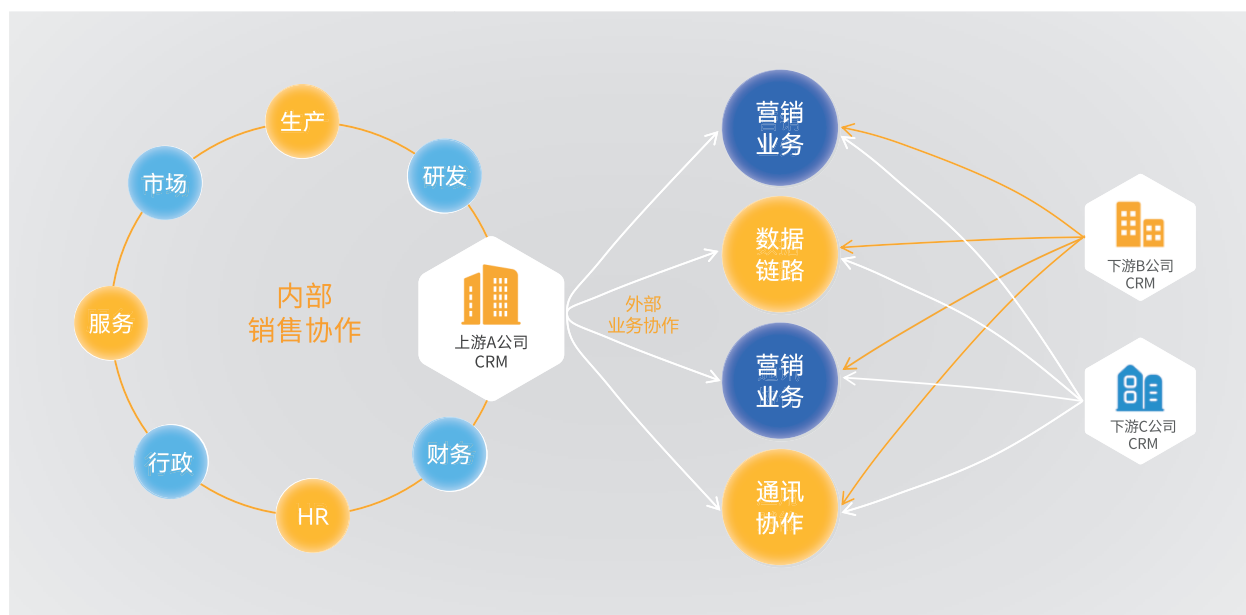 生产
市场
研发
服务
内部
销售协作
上游A公司
CRM
行政
财务
HR
外部
业务协作
营销
业务
数据
链路
营销
业务
通讯
协作
下游B公司
CRM
下游C公司
CRM